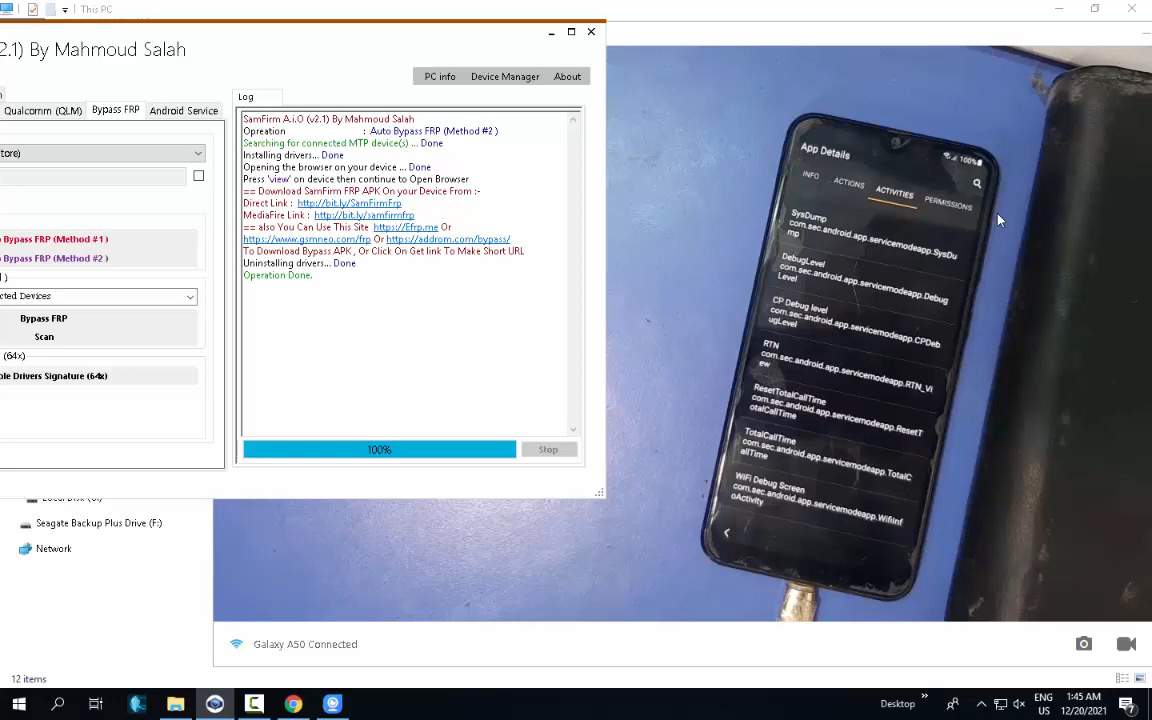 This PC
2.1) By Mahmoud Salah
PC info
Device Manager
About
Qualcomm (QLM)
Bypass FRP
Android Service
tore)
o Bypass FRP (Method #1 )
o Bypass FRP (Method #2 )
cted Devices
Bypass FRP
Scan
(64x)
ble Drivers Signature (64x)
Log
SamFirm A.i.O (v2.1) By Mahmoud Salah
Opreation : Auto Bypass FRP (Method #2 )
Searching for connected MTP device(s) ... Done
Installing drivers... Done
Opening the browser on your device ... Done
Press 'view' on device then continue to Open Browser
== Download SamFirm FRP APK On your Device From :-
Direct Link : http://bit.ly/SamFirmFrp
MediaFire Link : http://bit.ly/samfirmfrp
== also You Can Use This Site https://Efrp.me Or
https://www.gsmneo.com/frp Or https://addrom.com/bypass/
To Download Bypass APK , Or Click On Get link To Make Short URL
Uninstalling drivers... Done
Operation Done.
100%
Stop
Seagate Backup Plus Drive (F:)
Network
12 items
App Details
100%
INFO
ACTIONS
ACTIVITIES
PERMISSIONS
SysDump
com.sec.android.app.servicemodeapp.SysDu
mp
DebugLevel
com.sec.android.app.servicemodeapp.Debug
Level
CP Debug level
com.sec.android.app.servicemodeapp.CPDeb
ugLevel
RTN
com.sec.android.app.servicemodeapp.RTN_Vi
ew
ResetTotalCallTime
com.sec.android.app.servicemodeapp.ResetT
otalCallTime
TotalCallTime
com.sec.android.app.servicemodeapp.TotalC
allTime
WiFi Debug Screen
com.sec.android.app.servicemodeapp.WifiInf
oActivity
Galaxy A50 Connected
Desktop
ENG
US
1:45 AM
12/20/2021
7